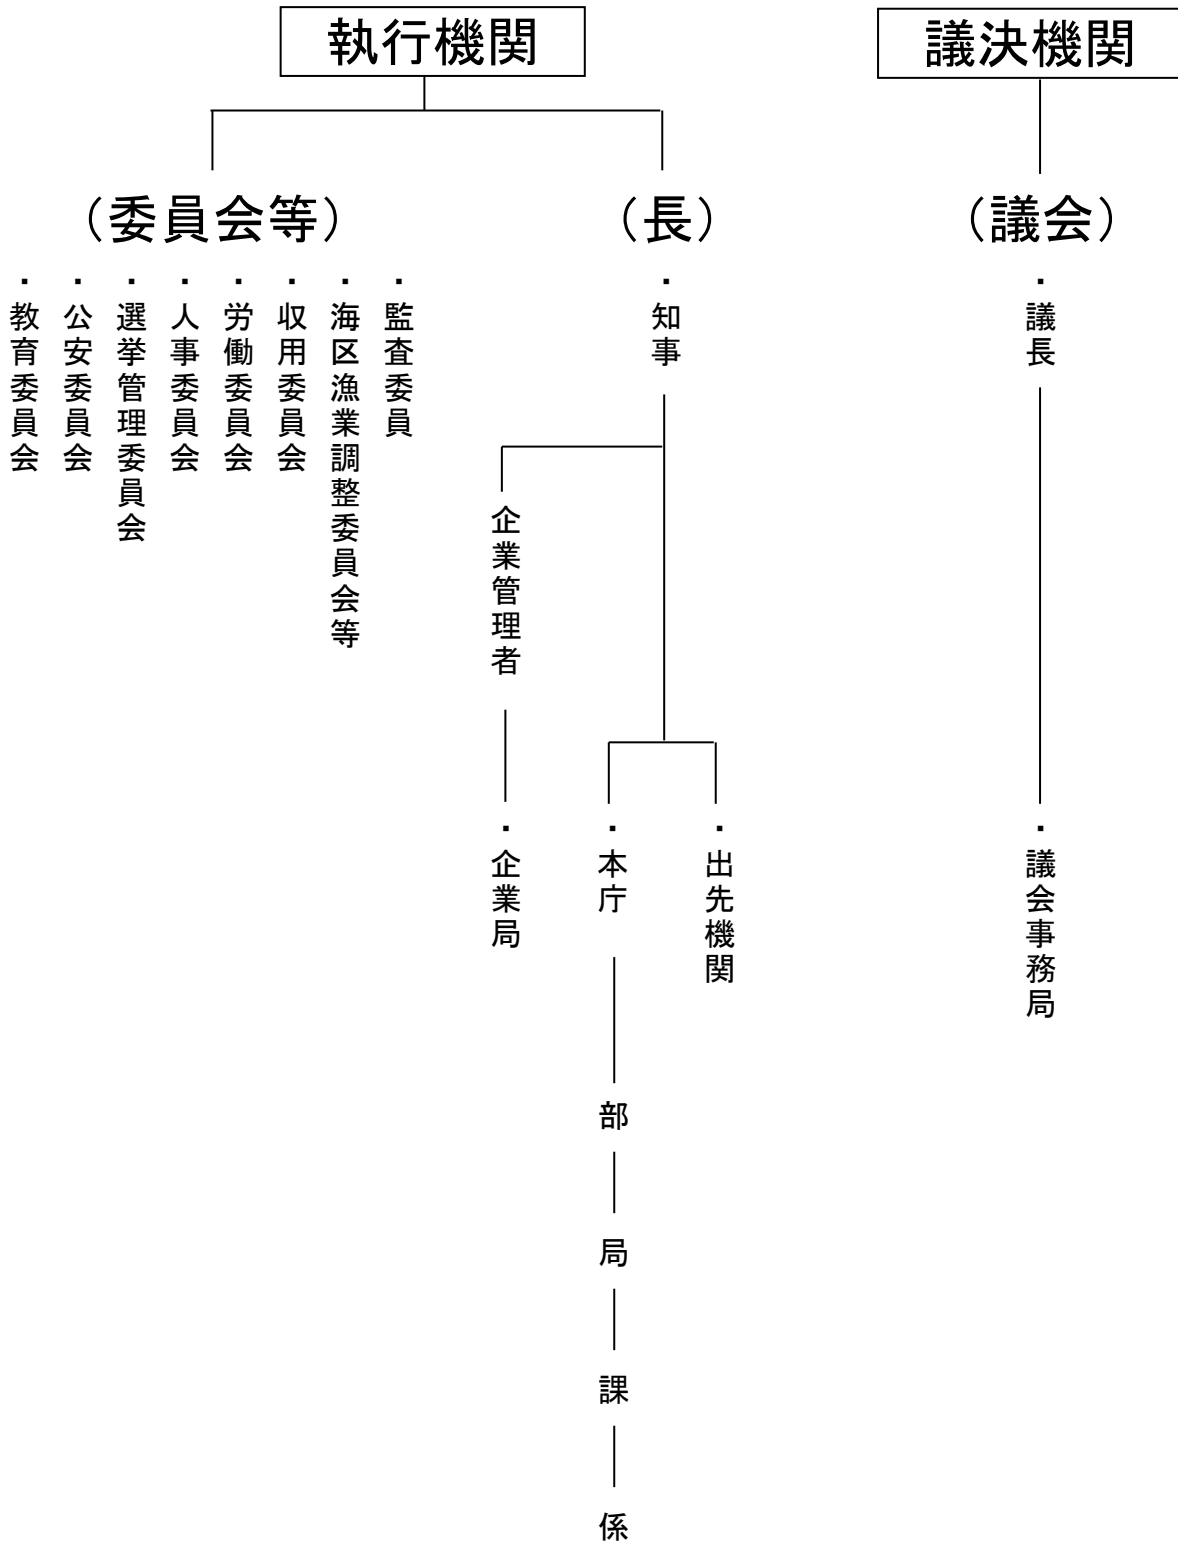 執行機関
議決機関
（委員会等）
（長）
（議会）
・教育委員会
・公安委員会
・選挙管理委員会
・人事委員会
・労働委員会
・収用委員会
・海区漁業調整委員会等
・監査委員
・知事
・議長
企業管理者
・企業局
・本庁
・出先機関
・議会事務局
部
局
課
係